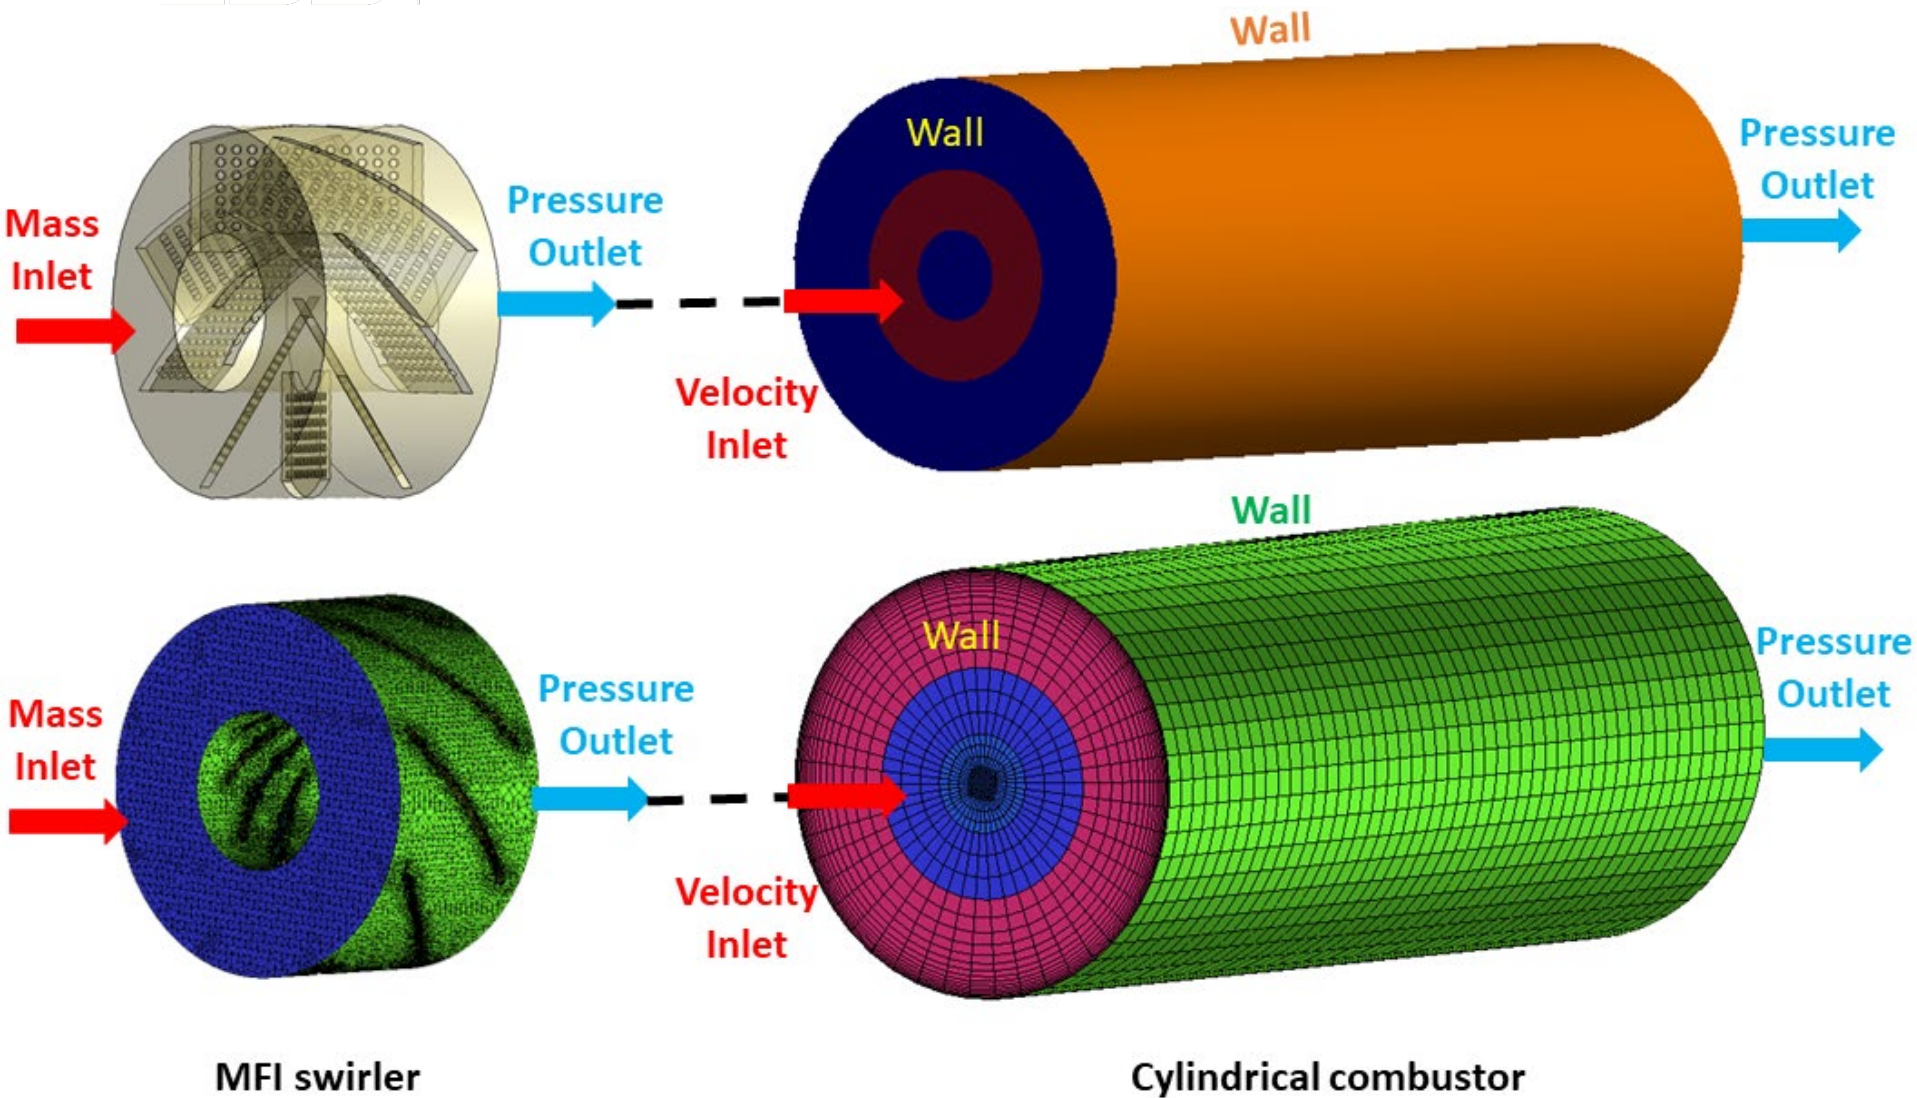 Wall
Wall
Pressure
Outlet
Pressure
Outlet
Mass
Inlet
Velocity
Inlet
Wall
Wall
Pressure
Outlet
Pressure
Outlet
Mass
Inlet
Velocity
Inlet
MFI swirler
Cylindrical combustor